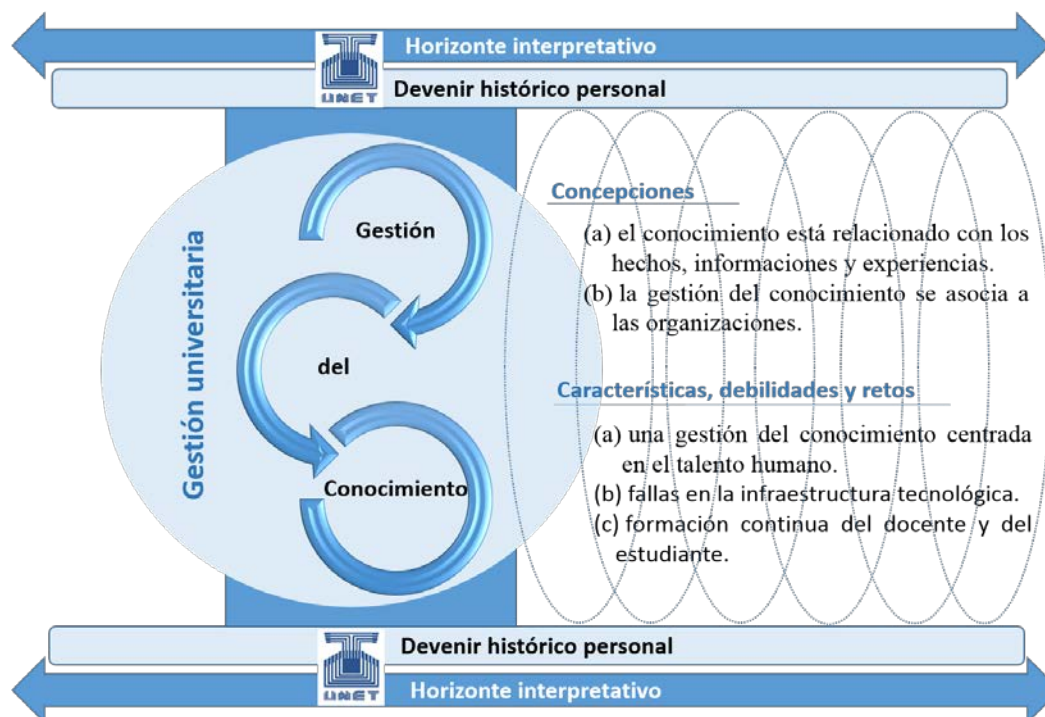 Horizonte interpretativo
UNET
Devenir histórico personal
Gestión universitaria
Gestión
del
Conocimiento
Concepciones
(a) el conocimiento está relacionado con los
hechos, informaciones y experiencias.
(b) la gestión del conocimiento se asocia a
las organizaciones.
Características, debilidades y retos
(a) una gestión del conocimiento centrada
en el talento humano.
(b) fallas en la infraestructura tecnológica.
(c) formación continua del docente y del
estudiante.
Devenir histórico personal
UNET
Horizonte interpretativo